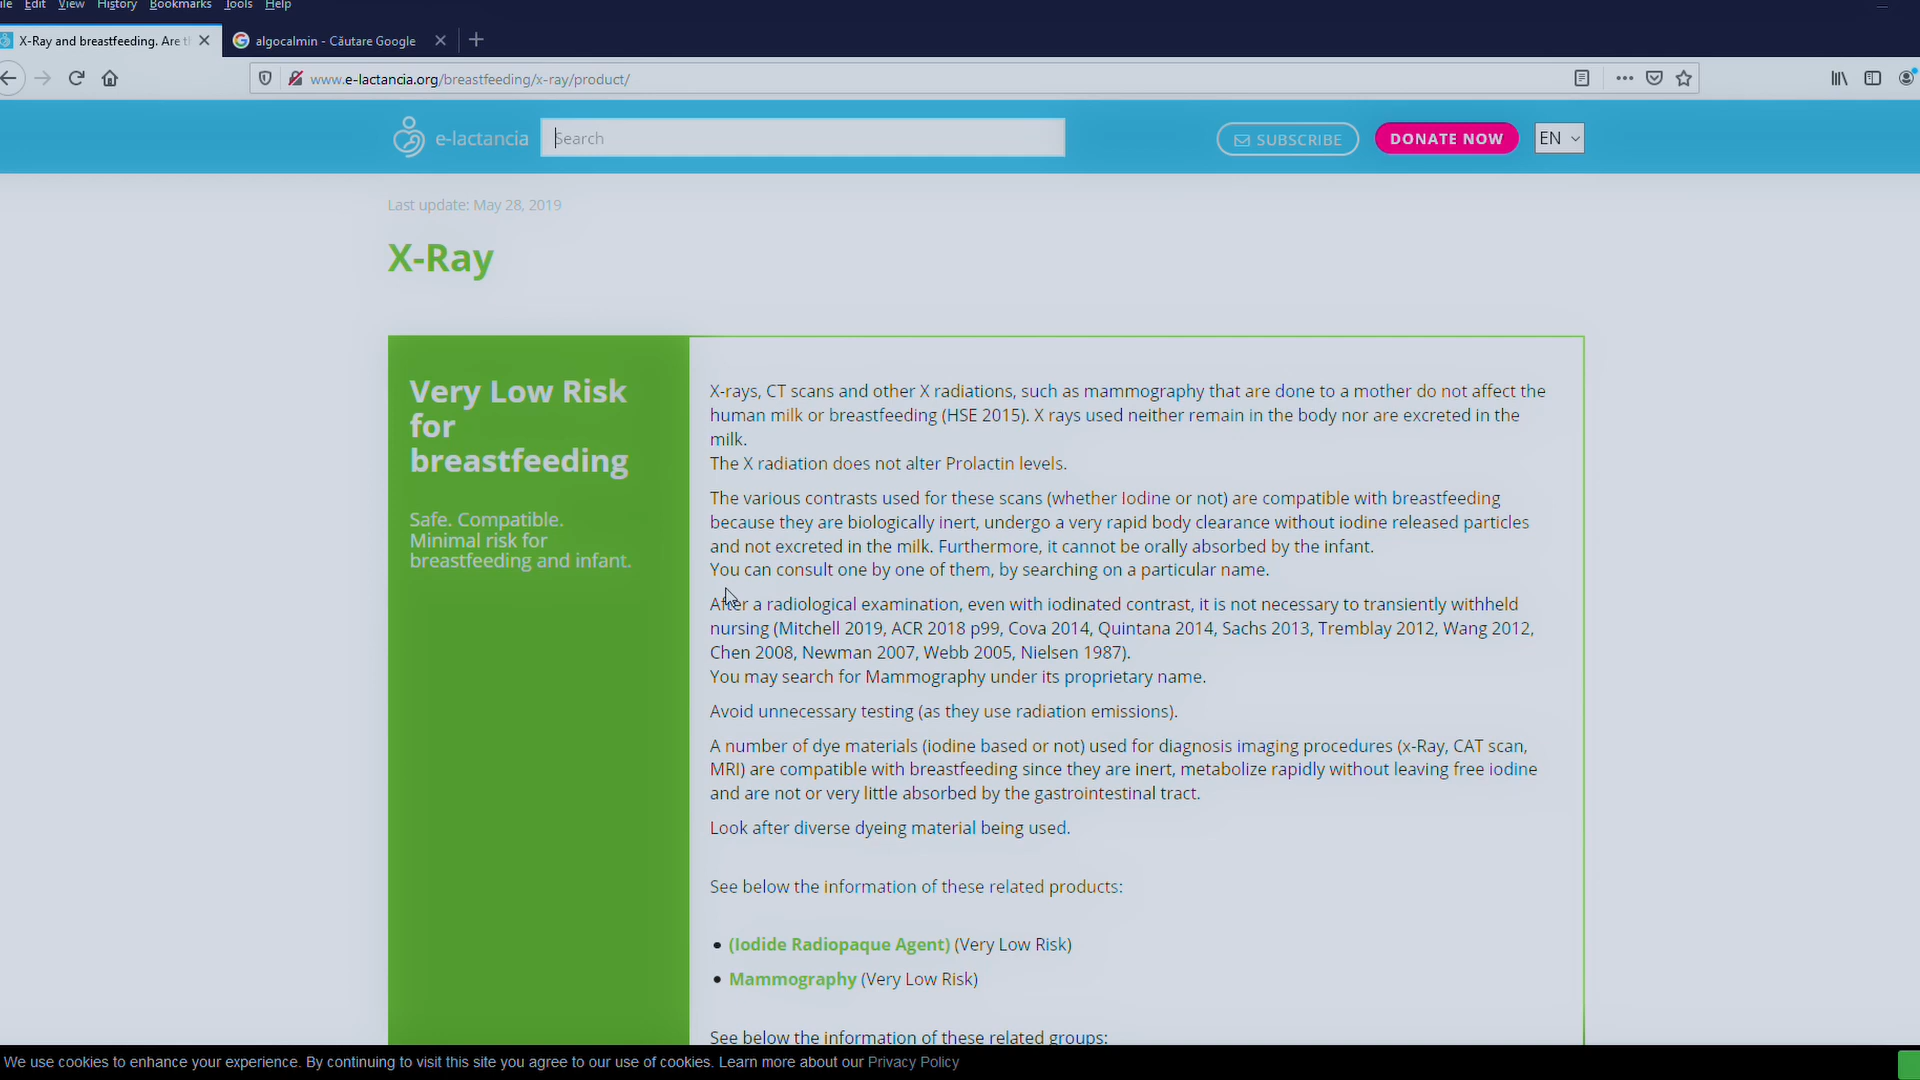 Edit View History Bookmarks Tools Help
X-Ray and breastfeeding. Are
algocalmin - Căutare Google
www.e-lactancia.org/breastfeeding/x-ray/product/
e-lactancia
Search
SUBSCRIBE
DONATE NOW
EN
Last update: May 28, 2019
X-Ray
Very Low Risk
for
breastfeeding
Safe. Compatible.
Minimal risk for
breastfeeding and infant.
X-rays, CT scans and other X radiations, such as mammography that are done to a mother do not affect the
human milk or breastfeeding (HSE 2015). X rays used neither remain in the body nor are excreted in the
milk.
The X radiation does not alter Prolactin levels.
The various contrasts used for these scans (whether Iodine or not) are compatible with breastfeeding
because they are biologically inert, undergo a very rapid body clearance without iodine released particles
and not excreted in the milk. Furthermore, it cannot be orally absorbed by the infant.
You can consult one by one of them, by searching on a particular name.
After a radiological examination, even with iodinated contrast, it is not necessary to transiently withheld
nursing (Mitchell 2019, ACR 2018 p99, Cova 2014, Quintana 2014, Sachs 2013, Tremblay 2012, Wang 2012,
Chen 2008, Newman 2007, Webb 2005, Nielsen 1987).
You may search for Mammography under its proprietary name.
Avoid unnecessary testing (as they use radiation emissions).
A number of dye materials (iodine based or not) used for diagnosis imaging procedures (x-Ray, CAT scan,
MRI) are compatible with breastfeeding since they are inert, metabolize rapidly without leaving free iodine
and are not or very little absorbed by the gastrointestinal tract.
Look after diverse dyeing material being used.
See below the information of these related products:
(Iodide Radiopaque Agent) (Very Low Risk)
Mammography (Very Low Risk)
See below the information of these related groups:
We use cookies to enhance your experience. By continuing to visit this site you agree to our use of cookies. Learn more about our Privacy Policy